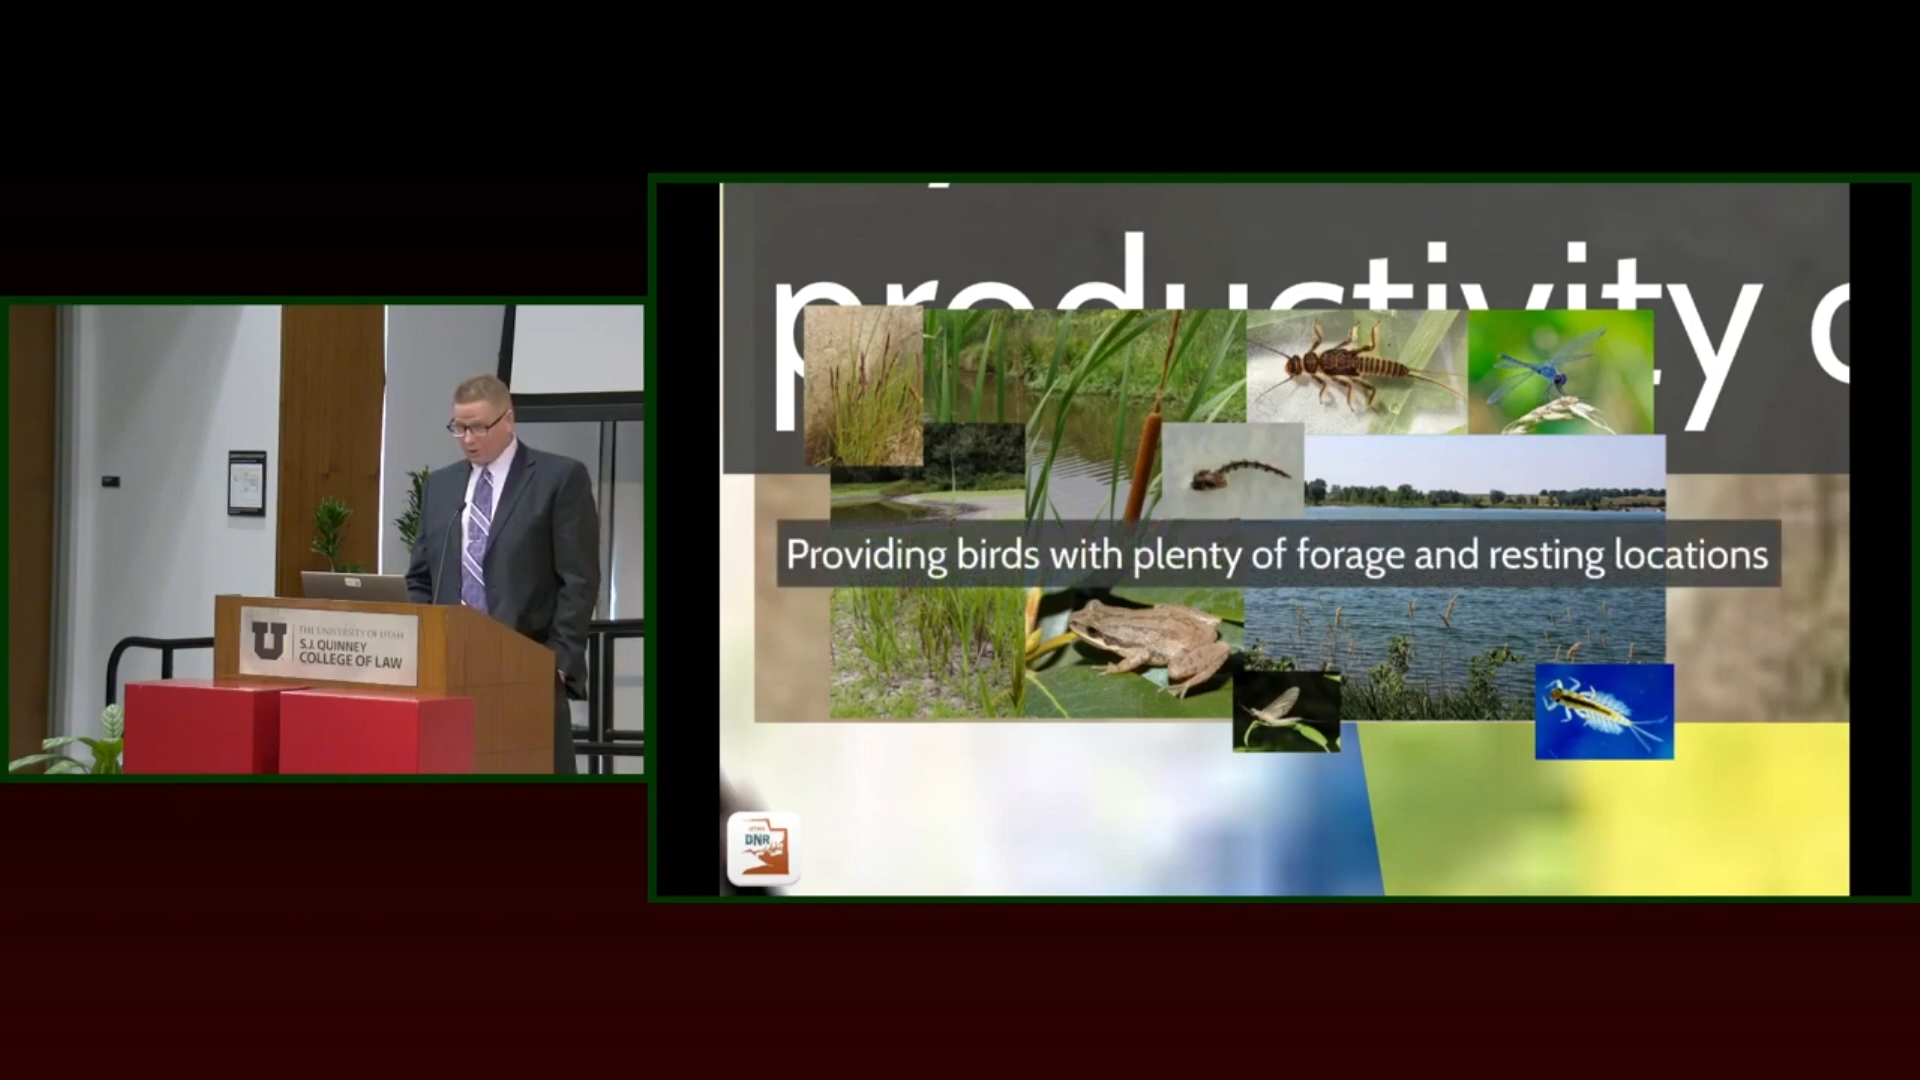 THE UNIVERSITY OF UTAH
S.J. QUINNEY
COLLEGE OF LAW
productivity
Providing birds with plenty of forage and resting locations
UTAH
DNR